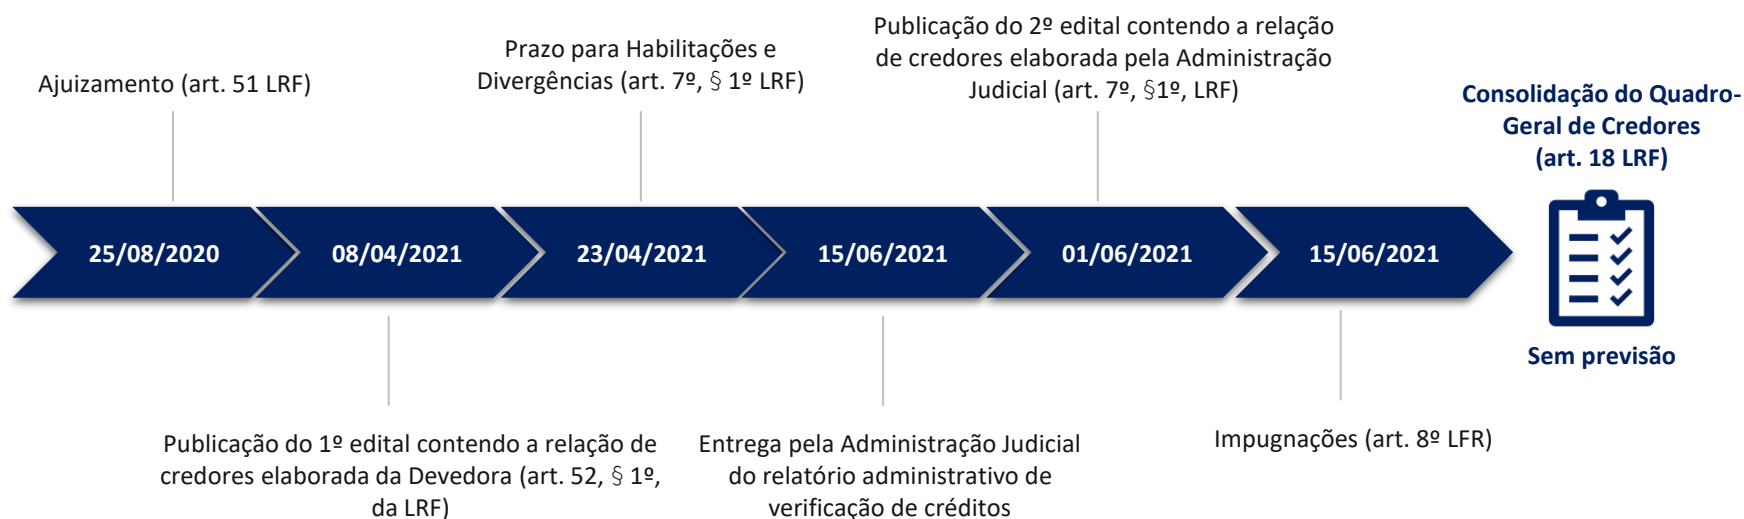 Ajuizamento (art. 51 LRF)
Prazo para Habilitações e
Divergências (art. 7º, § 1º LRF)
Publicação do 2º edital contendo a relação
de credores elaborada pela Administração
Judicial (art. 7º, §1º, LRF)
Consolidação do Quadro-
Geral de Credores
(art. 18 LRF)
25/08/2020
08/04/2021
23/04/2021
15/06/2021
01/06/2021
15/06/2021
Sem previsão
Publicação do 1º edital contendo a relação de
credores elaborada da Devedora (art. 52, § 1º,
da LRF)
Entrega pela Administração Judicial
do relatório administrativo de
verificação de créditos
Impugnações (art. 8º LFR)